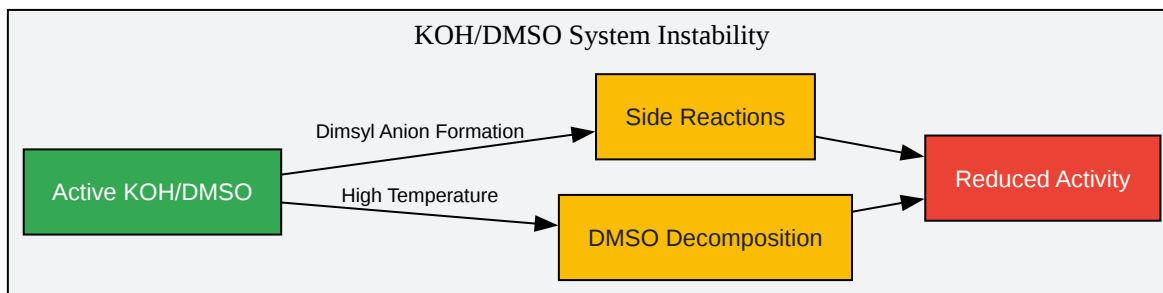 KOH/DMSO System Instability
Active KOH/DMSO
Dimsyl Anion Formation
High Temperature
Side Reactions
DMSO Decomposition
Reduced Activity